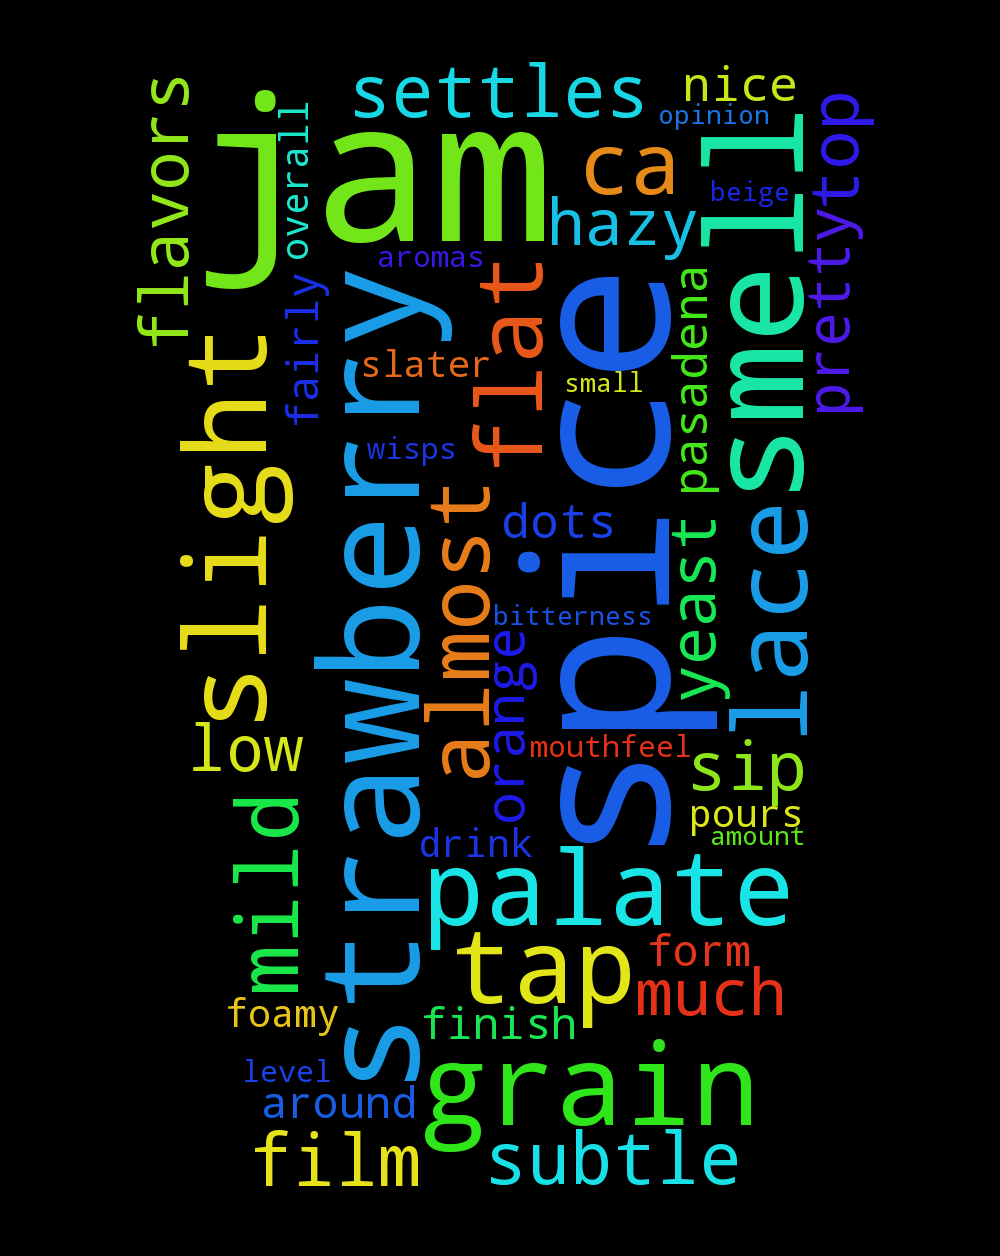 settles
nice
opinion
flavors
overall
jam
ca
smell
beige
prettytop
hazy
aromas
flat
spice
pasadena
fairly
strawberry
slater
small
slight
wisps
almost
dots
yeast
lace
bitterness
orange
low
mouthfeel
sip
pours
amount
mild
drink
palate
tap
form
much
foamy
finish
level
around
grain
film
subtle